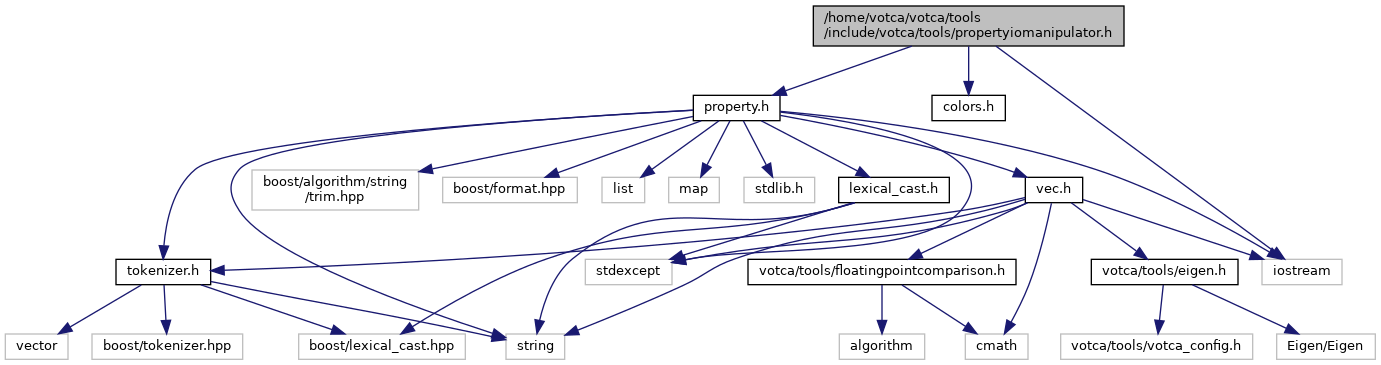 /home/votca/votca/tools
/include/votca/tools/propertyiomanipulator.h
property.h
colors.h
boost/algorithm/string
/trim.hpp
boost/format.hpp
list
map
stdlib.h
lexical_cast.h
vec.h
tokenizer.h
stdexcept
votca/tools/floatingpointcomparison.h
votca/tools/eigen.h
iostream
vector
boost/tokenizer.hpp
boost/lexical_cast.hpp
string
algorithm
cmath
votca/tools/votca_config.h
Eigen/Eigen